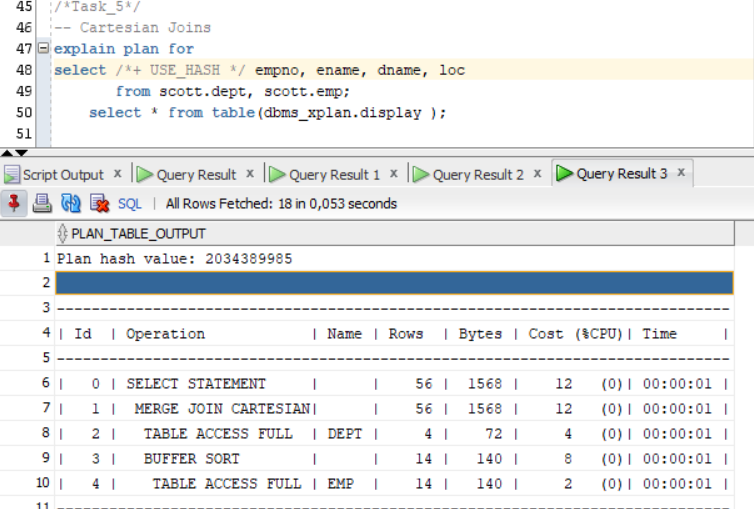 45 /*Task_5*/
46 -- Cartesian Joins
47 explain plan for
48 select /*+ USE_HASH */ empno, ename, dname, loc
49 from scott.dept, scott.emp;
50 select * from table(dbms_xplan.display );
51
Script Output x Query Result x Query Result 1 x Query Result 2 x Query Result 3 x
SQL | All Rows Fetched: 18 in 0,053 seconds
PLAN_TABLE_OUTPUT
1 Plan hash value: 2034389985
2
3 --------------------------------------------------------------------------
4 | Id  | Operation            | Name | Rows  | Bytes | Cost (%CPU)| Time     |
5 --------------------------------------------------------------------------
6 |   0 | SELECT STATEMENT     |      |    56 |  1568 |    12   (0)| 00:00:01 |
7 |   1 |  MERGE JOIN CARTESIAN|      |    56 |  1568 |    12   (0)| 00:00:01 |
8 |   2 |   TABLE ACCESS FULL  | DEPT |     4 |    72 |     4   (0)| 00:00:01 |
9 |   3 |   BUFFER SORT        |      |    14 |   140 |     8   (0)| 00:00:01 |
10 |   4 |    TABLE ACCESS FULL | EMP  |    14 |   140 |     2   (0)| 00:00:01 |
11 --------------------------------------------------------------------------